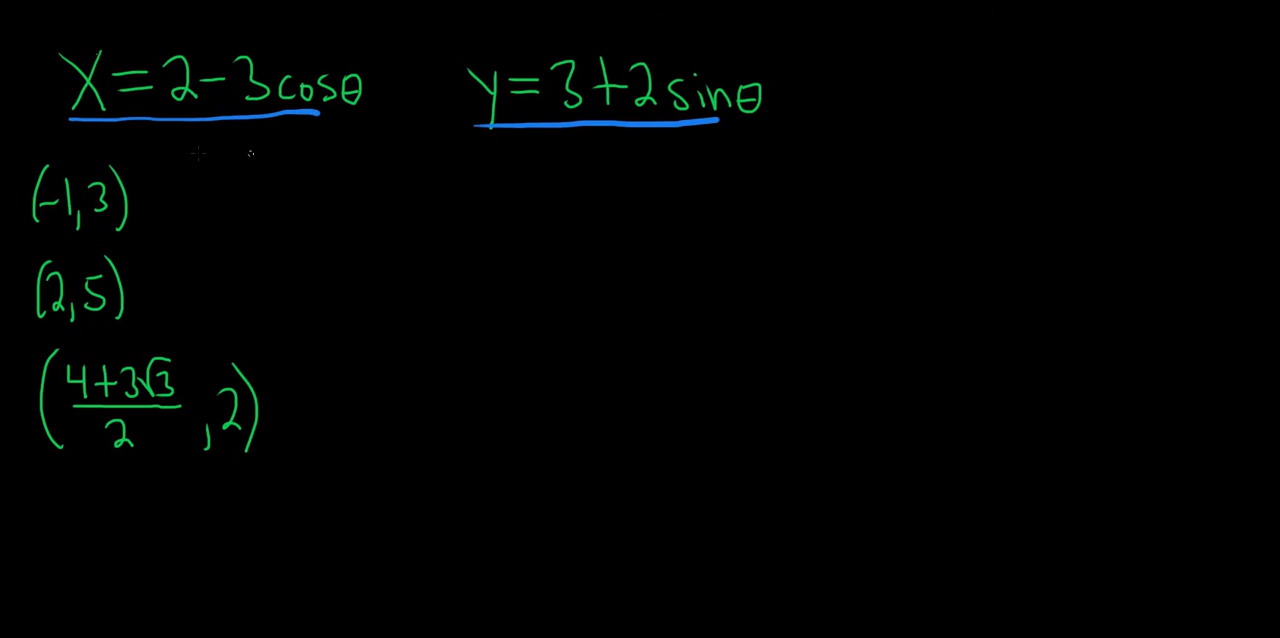 X=2-3cosθ y=3+2sinθ
(-1,3)
(2,5)
(4+3√3/2,2)